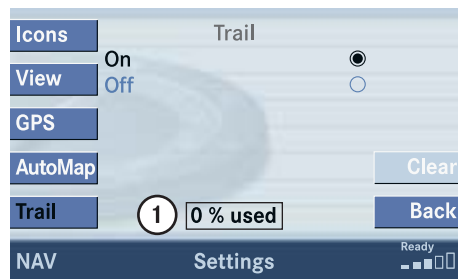 Icons
Trail
On
View
Off
GPS
AutoMap
Clear
Trail
1
0 % used
Back
NAV
Settings
Ready